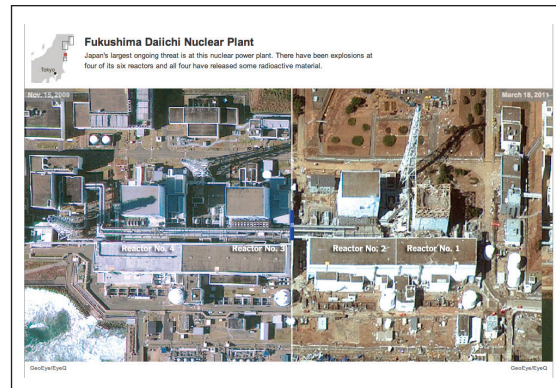 Fukushima Daiichi Nuclear Plant
Japan's largest ongoing threat is at this nuclear power plant. There have been explosions at
four of its six reactors and all four have released some radioactive material.
Tokyo
Nov. 15, 2009
March 18, 2011
Reactor No. 4
Reactor No. 3
Reactor No. 2
Reactor No. 1
GeoEye/EyeQ
GeoEye/EyeQ